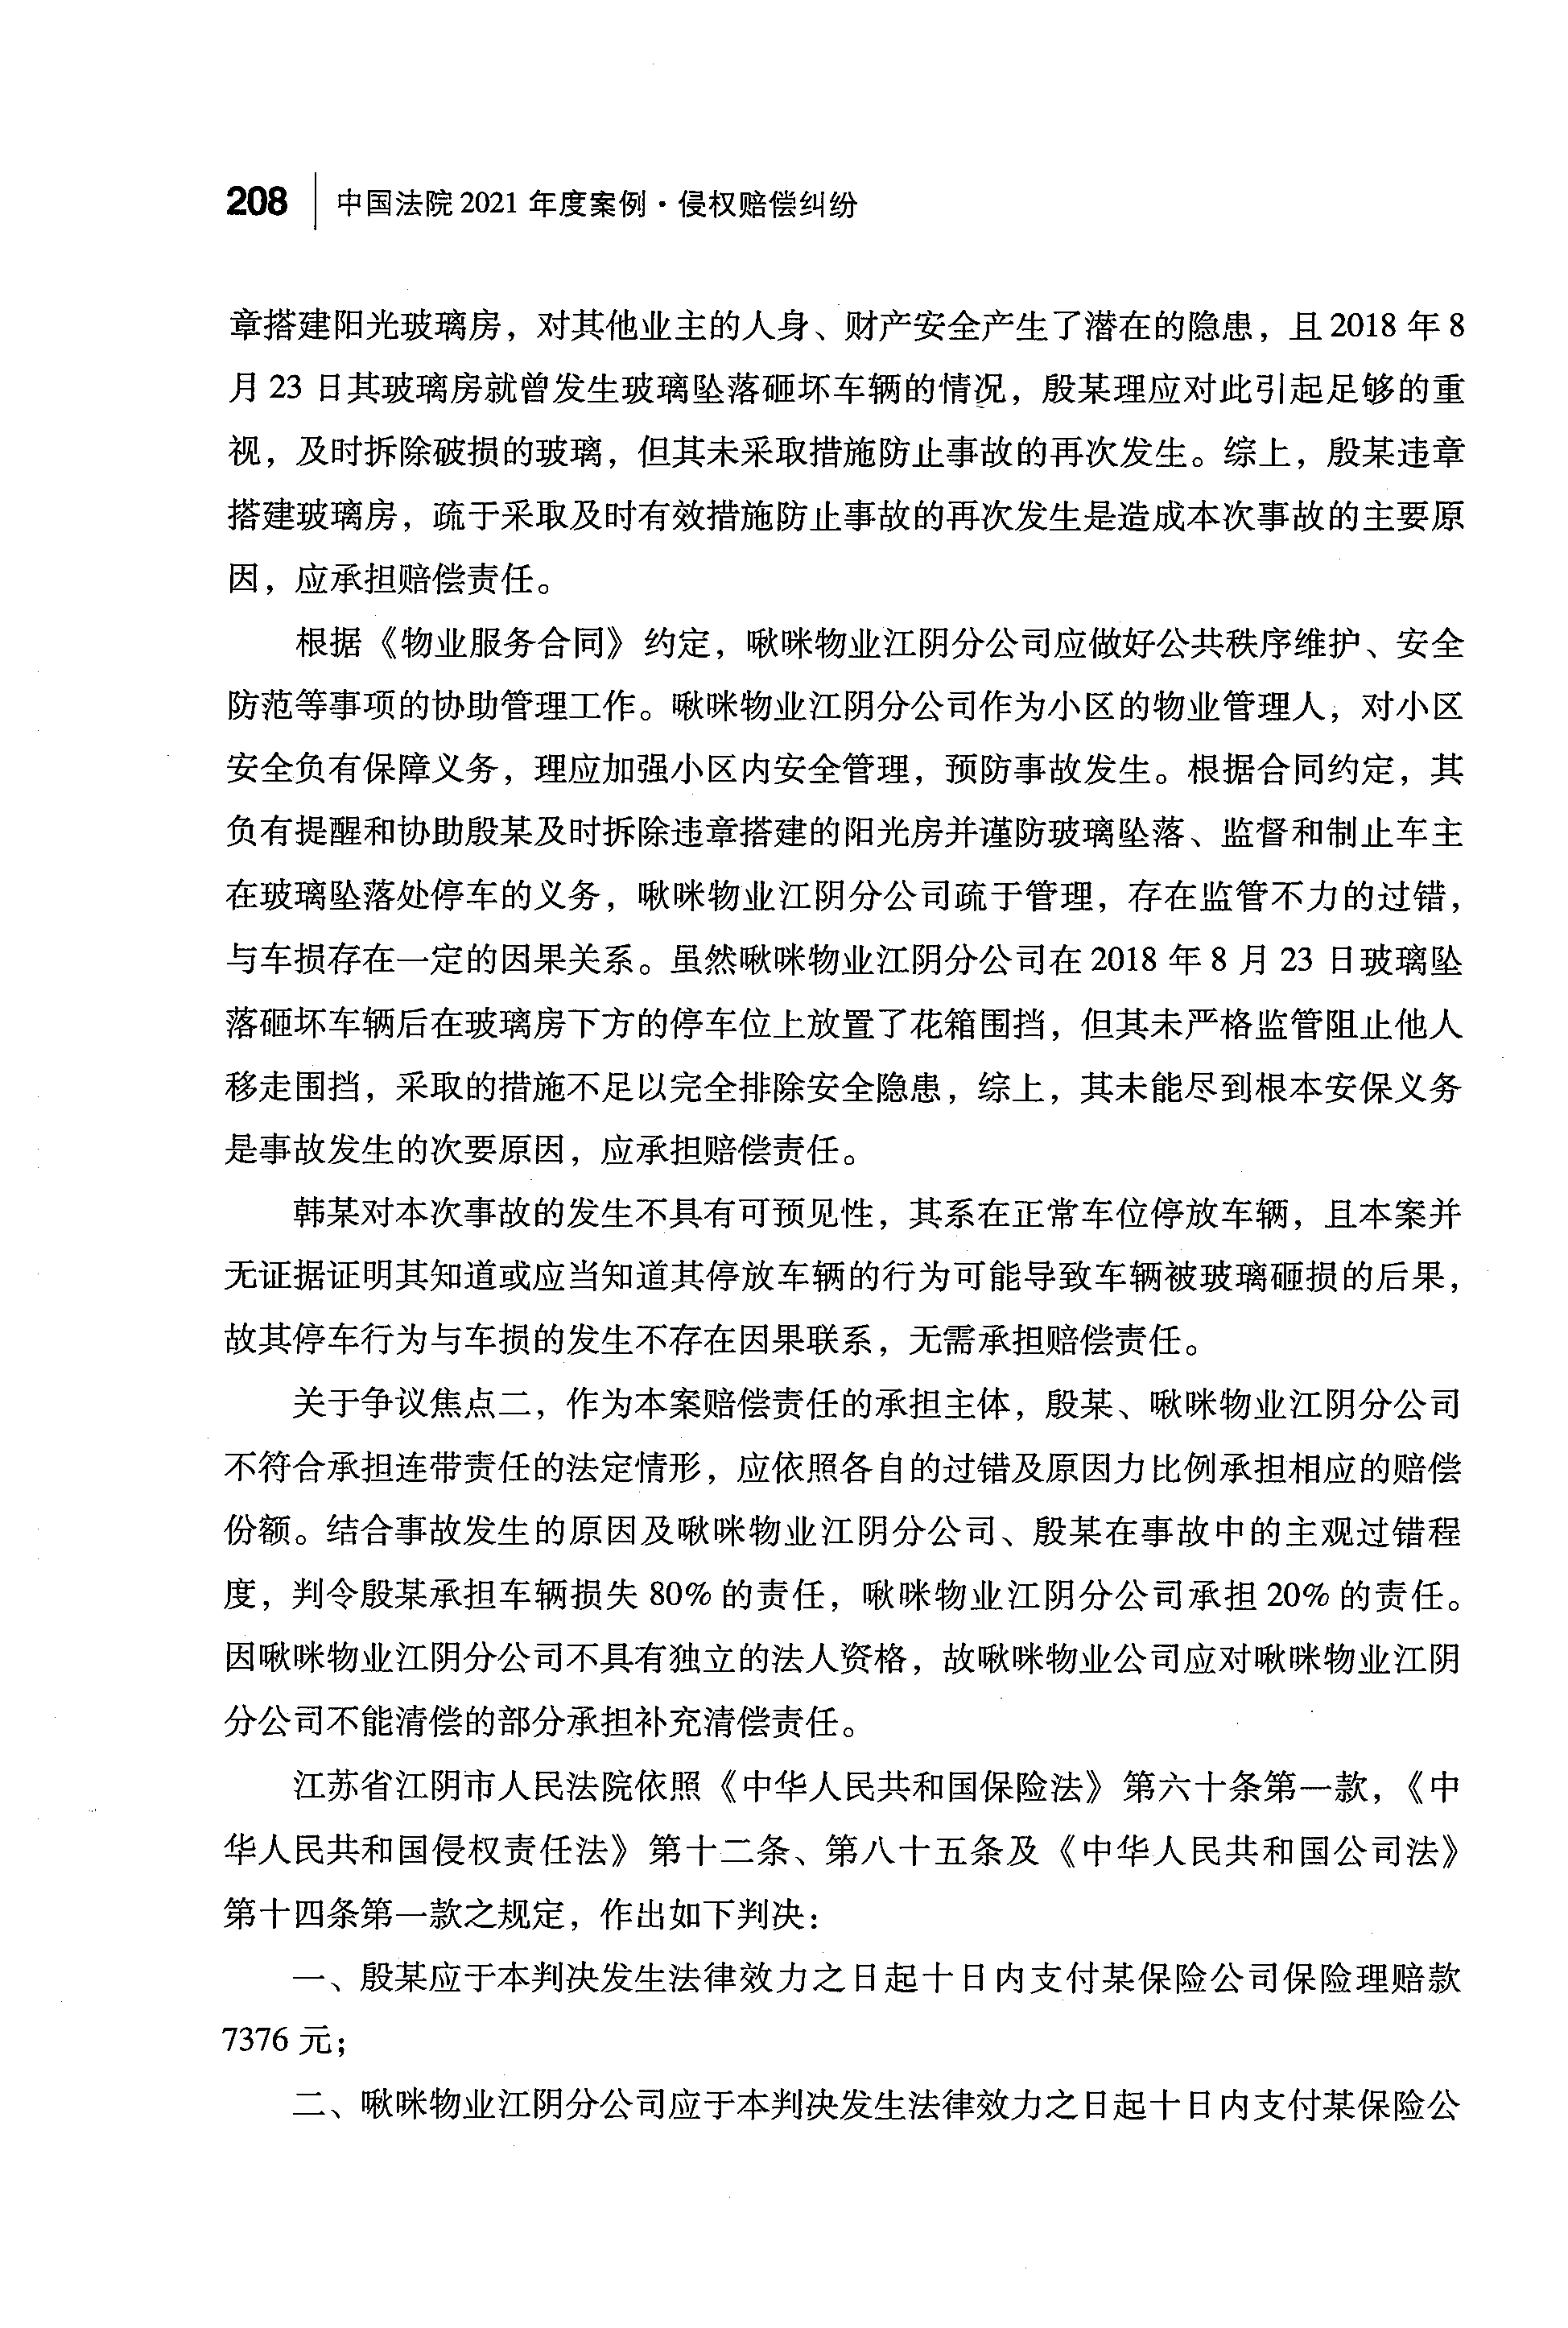 208 中国法院 2021 年度案例·侵权赔偿纠纷
章搭建阳光玻璃房，对其他业主的人身、财产安全产生了潜在的隐患，且 2018 年 8
月 23 日其玻璃房就曾发生玻璃坠落砸坏车辆的情况，殷某理应对此引起足够的重
视，及时拆除破损的玻璃，但其未采取措施防止事故的再次发生。综上，殷某违章
搭建玻璃房，疏于采取及时有效措施防止事故的再次发生是造成本次事故的主要原
因，应承担赔偿责任。
根据《物业服务合同》约定，啾咪物业江阴分公司应做好公共秩序维护、安全
防范等事项的协助管理工作。啾咪物业江阴分公司作为小区的物业管理人，对小区
安全负有保障义务，理应加强小区内安全管理，预防事故发生。根据合同约定，其
负有提醒和协助殷某及时拆除违章搭建的阳光房并谨防玻璃坠落、监督和制止车主
在玻璃坠落处停车的义务，啾咪物业江阴分公司疏于管理，存在监管不力的过错，
与车损存在一定的因果关系。虽然啾咪物业江阴分公司在 2018 年 8 月 23 日玻璃坠
落砸坏车辆后在玻璃房下方的停车位上放置了花箱围挡，但其未严格监管阻止他人
移走围挡，采取的措施不足以完全排除安全隐患，综上，其未能尽到根本安保义务
是事故发生的次要原因，应承担赔偿责任。
韩某对本次事故的发生不具有可预见性，其系在正常车位停放车辆，且本案并
无证据证明其知道或应当知道其停放车辆的行为可能导致车辆被玻璃砸损的后果，
故其停车行为与车损的发生不存在因果联系，无需承担赔偿责任。
关于争议焦点二，作为本案赔偿责任的承担主体，殷某、啾咪物业江阴分公司
不符合承担连带责任的法定情形，应依照各自的过错及原因力比例承担相应的赔偿
份额。结合事故发生的原因及啾咪物业江阴分公司、殷某在事故中的主观过错程
度，判令殷某承担车辆损失 80% 的责任，啾咪物业江阴分公司承担 20% 的责任。
因啾咪物业江阴分公司不具有独立的法人资格，故啾咪物业公司应对啾咪物业江阴
分公司不能清偿的部分承担补充清偿责任。
江苏省江阴市人民法院依照《中华人民共和国保险法》第六十条第一款，《中
华人民共和国侵权责任法》第十二条、第八十五条及《中华人民共和国公司法》
第十四条第一款之规定，作出如下判决：
一、殷某应于本判决发生法律效力之日起十日内支付某保险公司保险理赔款
7376 元；
二、啾咪物业江阴分公司应于本判决发生法律效力之日起十日内支付某保险公